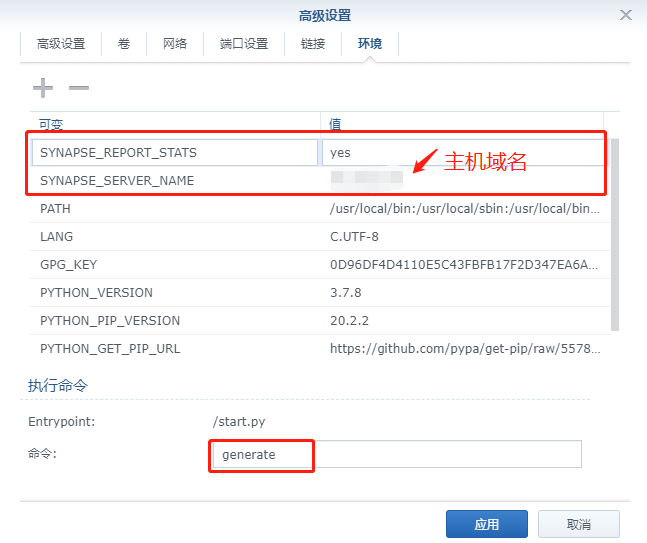 高级设置
高级设置 卷 网络 端口设置 链接 环境
可变 值
SYNAPSE_REPORT_STATS yes
SYNAPSE_SERVER_NAME 主机域名
PATH /usr/local/bin:/usr/local/sbin:/usr/local/bin...
LANG C.UTF-8
GPG_KEY 0D96DF4D4110E5C43FBFB17F2D347EA6A...
PYTHON_VERSION 3.7.8
PYTHON_PIP_VERSION 20.2.2
PYTHON_GET_PIP_URL https://github.com/pypa/get-pip/raw/5578...
执行命令
Entrypoint: /start.py
命令: generate
应用 取消